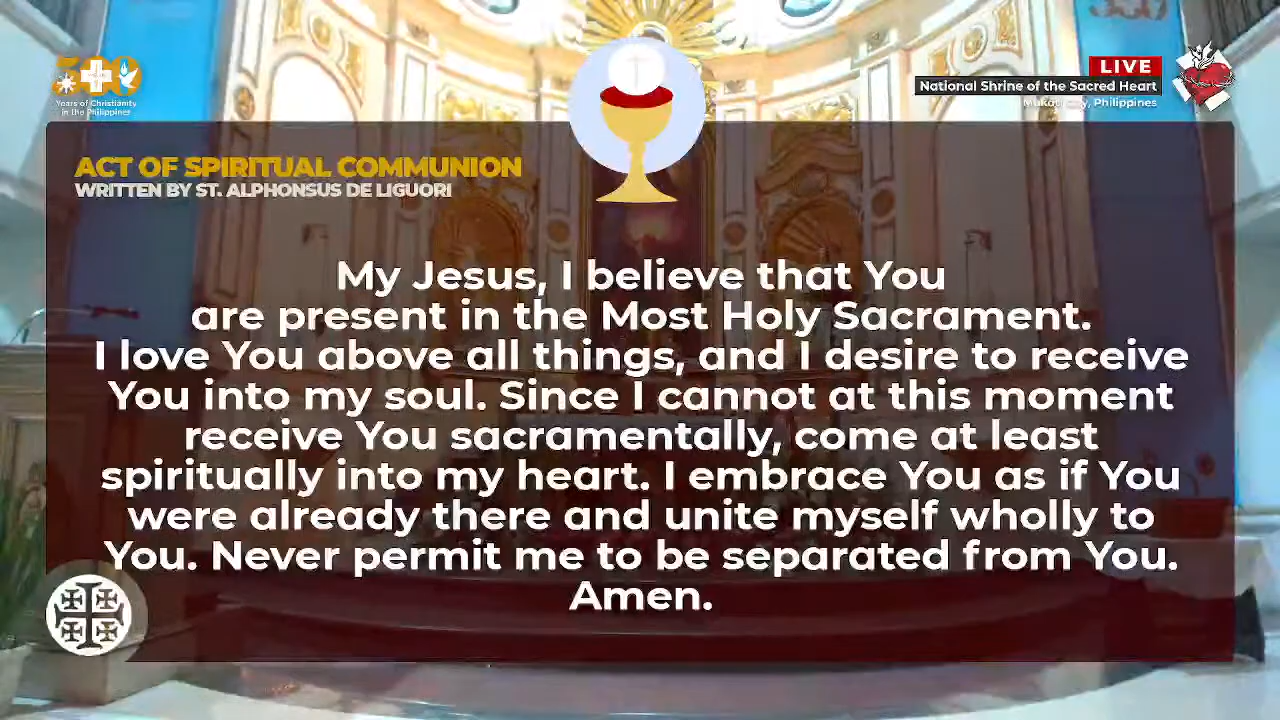 500
Years of Christianity
in the Philippines
LIVE
National Shrine of the Sacred Heart
Makati City, Philippines
ACT OF SPIRITUAL COMMUNION
WRITTEN BY ST. ALPHONSUS DE LIGUORI
My Jesus, I believe that You
are present in the Most Holy Sacrament.
I love You above all things, and I desire to receive
You into my soul. Since I cannot at this moment
receive You sacramentally, come at least
spiritually into my heart. I embrace You as if You
were already there and unite myself wholly to
You. Never permit me to be separated from You.
Amen.